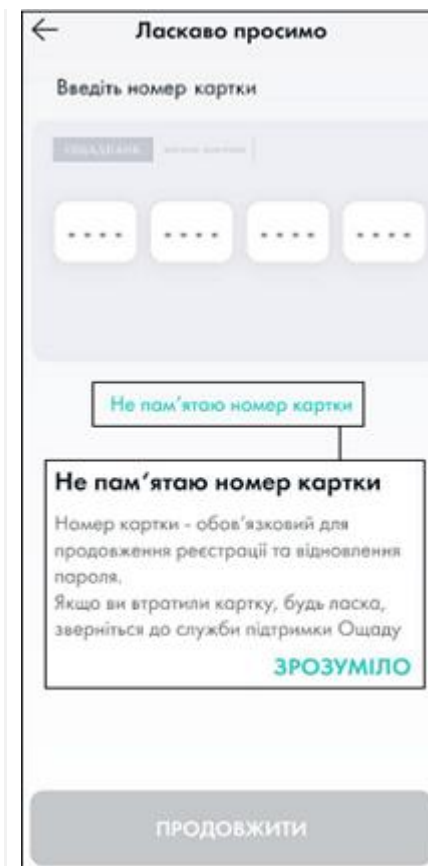 Ласкаво просимо
Введіть номер картки
ОЩАДБАНК
Не пам’ятаю номер картки
Не пам’ятаю номер картки
Номер картки - обов’язковий для
продовження реєстрації та відновлення
пароля.
Якщо ви втратили картку, будь ласка,
зверніться до служби підтримки Ощаду
ЗРОЗУМІЛО
ПРОДОВЖИТИ